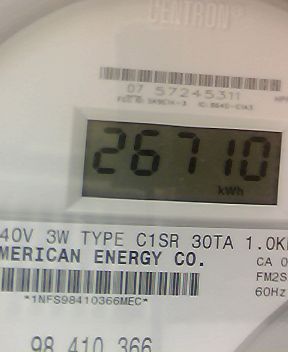 CENTRON®
07 57245311
26710
kWh
40V 3W TYPE C1SR 30TA 1.0K
MERICAN ENERGY CO.
CA 0
FM2S
60Hz
*1NFS98410366MEC*
98 410 366